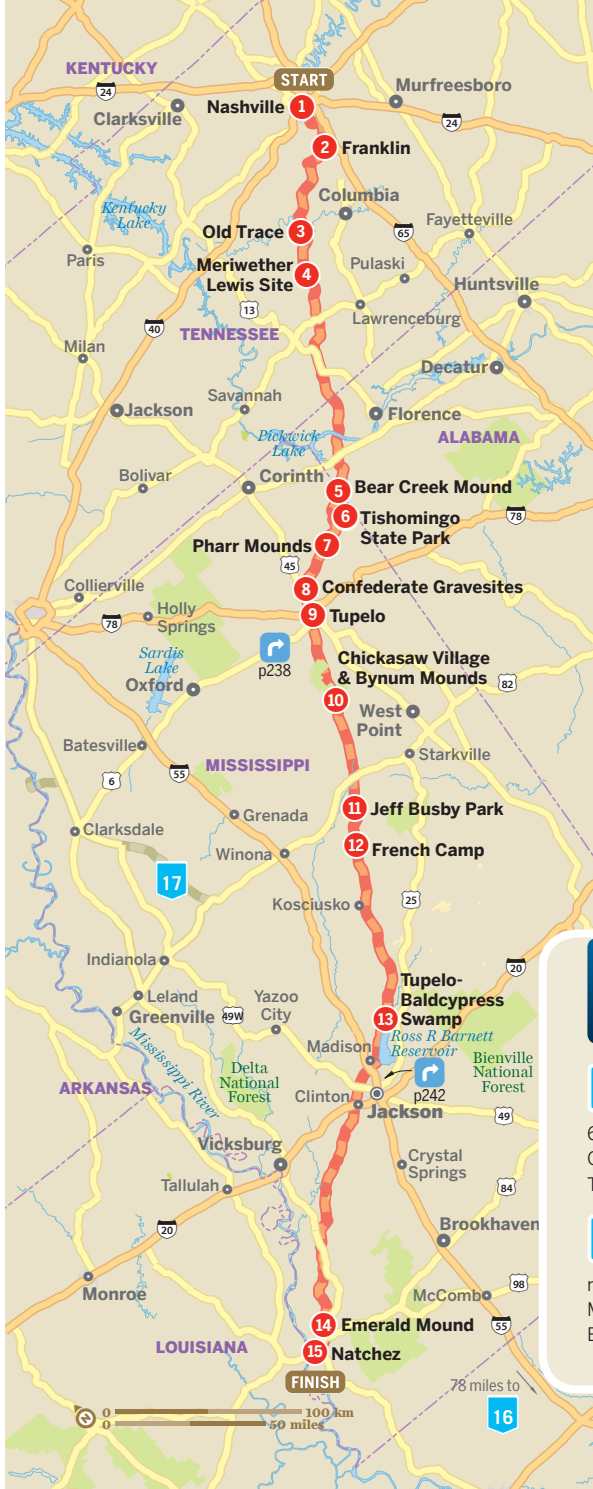 KENTUCKY
START
24
Clarksville
Nashville
1
Murfreesboro
24
2
Franklin
Kentucky
Lake
Columbia
Old Trace
3
65
Fayetteville
Paris
Meriwether
Lewis Site
4
Pulaski
Huntsville
13
Lawrenceburg
40
TENNESSEE
Milan
Decatur
Savannah
Jackson
Florence
Pickwick
Lake
ALABAMA
Bolivar
Corinth
5
Bear Creek Mound
6
Tishomingo
State Park
78
Pharr Mounds
7
45
8
Confederate Gravesites
Collierville
Holly
Springs
9
Tupelo
78
p238
Sardis
Lake
Oxford
Chickasaw Village
& Bynum Mounds
82
10
West
Point
Batesville
Starkville
55
MISSISSIPPI
6
11
Jeff Busby Park
Grenada
Clarksdale
12
French Camp
Winona
17
25
Kosciusko
Indianola
20
Leland
Greenville
49W
Yazoo
City
Tupelo-
Baldcypress
Swamp
13
Ross R Barnett
Reservoir
Madison
Mississippi River
Delta
National
Forest
Bienville
National
Forest
ARKANSAS
p242
Clinton
Jackson
49
Vicksburg
Crystal
Springs
Tallulah
84
20
Brookhaven
Monroe
98
McComb
14
Emerald Mound
55
LOUISIANA
15
Natchez
FINISH
78 miles to
16
N
0 100 km
0 50 miles